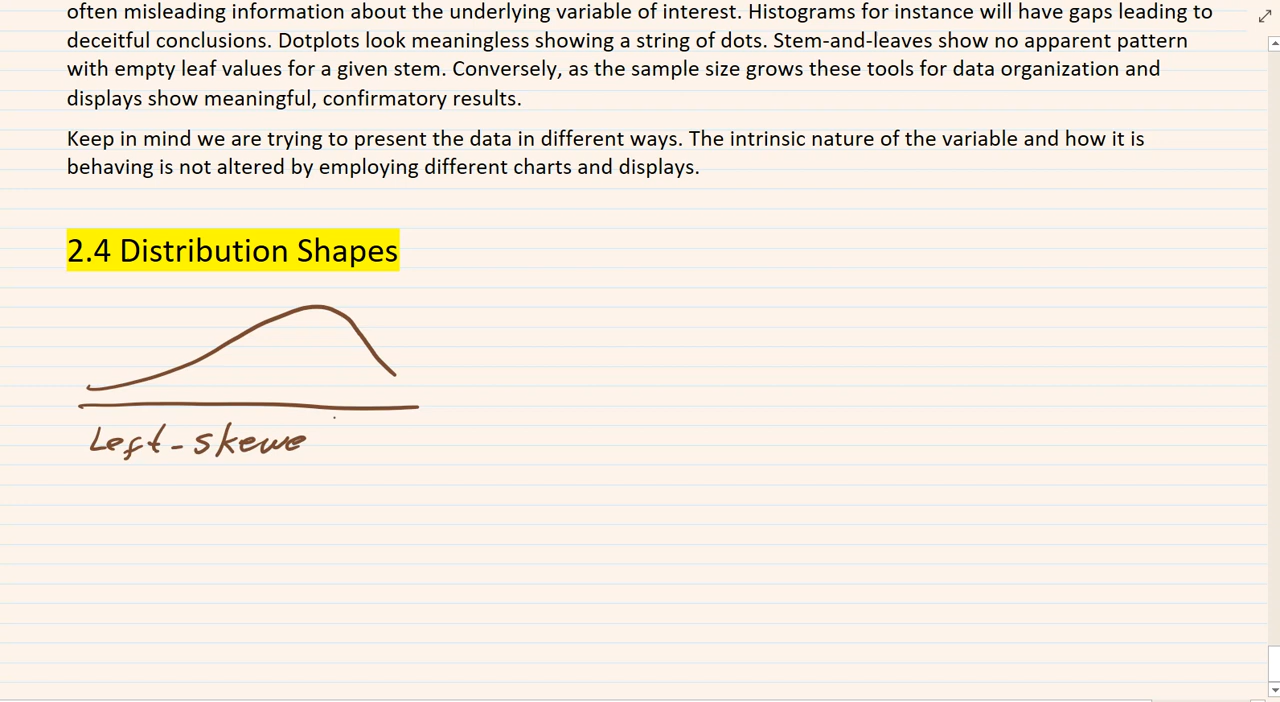 often misleading information about the underlying variable of interest. Histograms for instance will have gaps leading to
deceitful conclusions. Dotplots look meaningless showing a string of dots. Stem-and-leaves show no apparent pattern
with empty leaf values for a given stem. Conversely, as the sample size grows these tools for data organization and
displays show meaningful, confirmatory results.
Keep in mind we are trying to present the data in different ways. The intrinsic nature of the variable and how it is
behaving is not altered by employing different charts and displays.
2.4 Distribution Shapes
Left-skewe